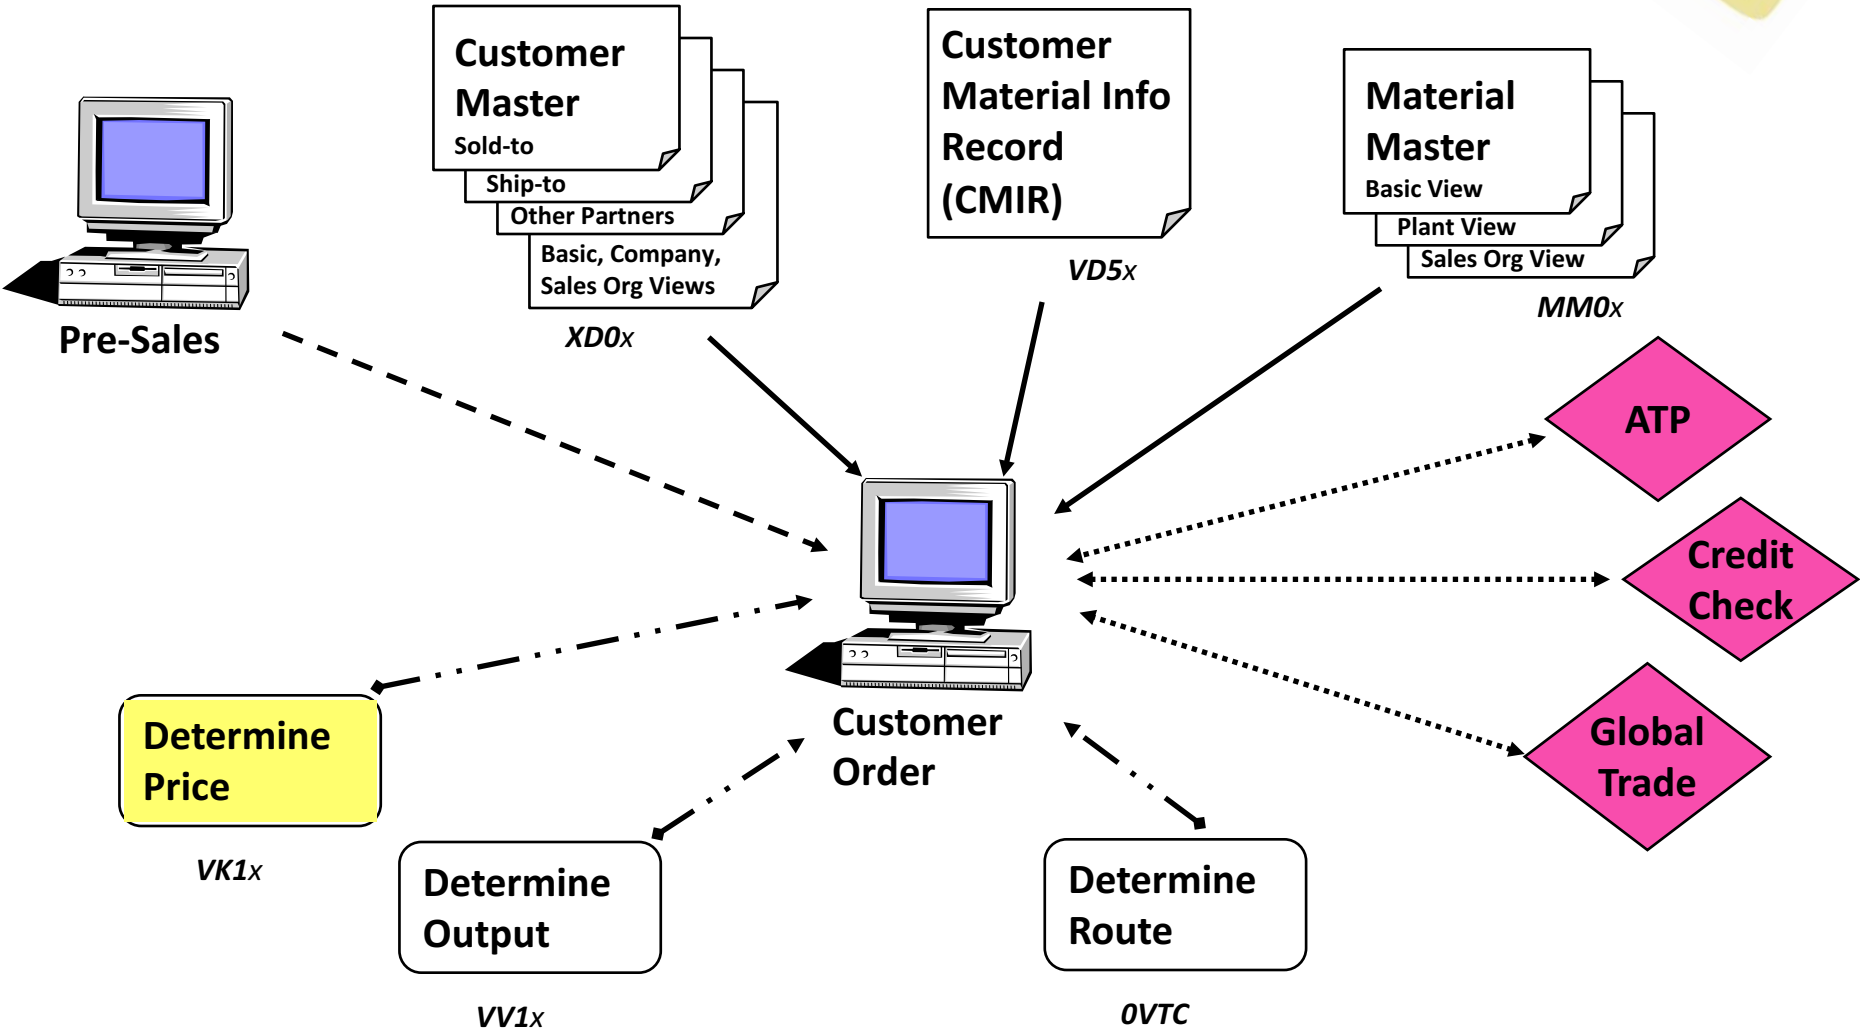 Customer
Master
Sold-to
Ship-to
Other Partners
Basic, Company,
Sales Org Views
XD0x
Customer
Material Info
Record
(CMIR)
VD5x
Material
Master
Basic View
Plant View
Sales Org View
MM0x
Pre-Sales
ATP
Credit
Check
Global
Trade
Customer
Order
Determine
Price
VK1x
Determine
Output
VV1x
Determine
Route
0VTC